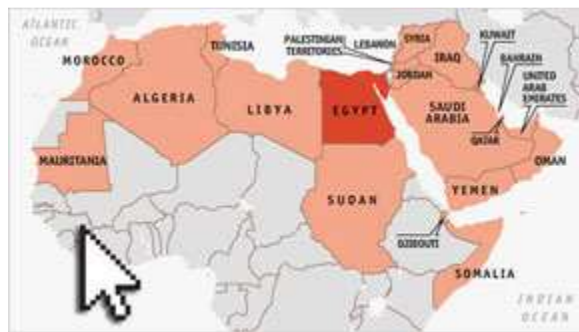 ATLANTIC
OCEAN
MOROCCO
TUNISIA
PALESTINIAN
TERRITORIES
LEBANON
SYRIA
KUWAIT
IRAQ
BAHRAIN
JORDAN
UNITED
ARAB
EMIRATES
ALGERIA
LIBYA
EGYPT
SAUDI
ARABIA
QATAR
MAURITANIA
OMAN
YEMEN
SUDAN
DJIBOUTI
SOMALIA
INDIAN
OCEAN